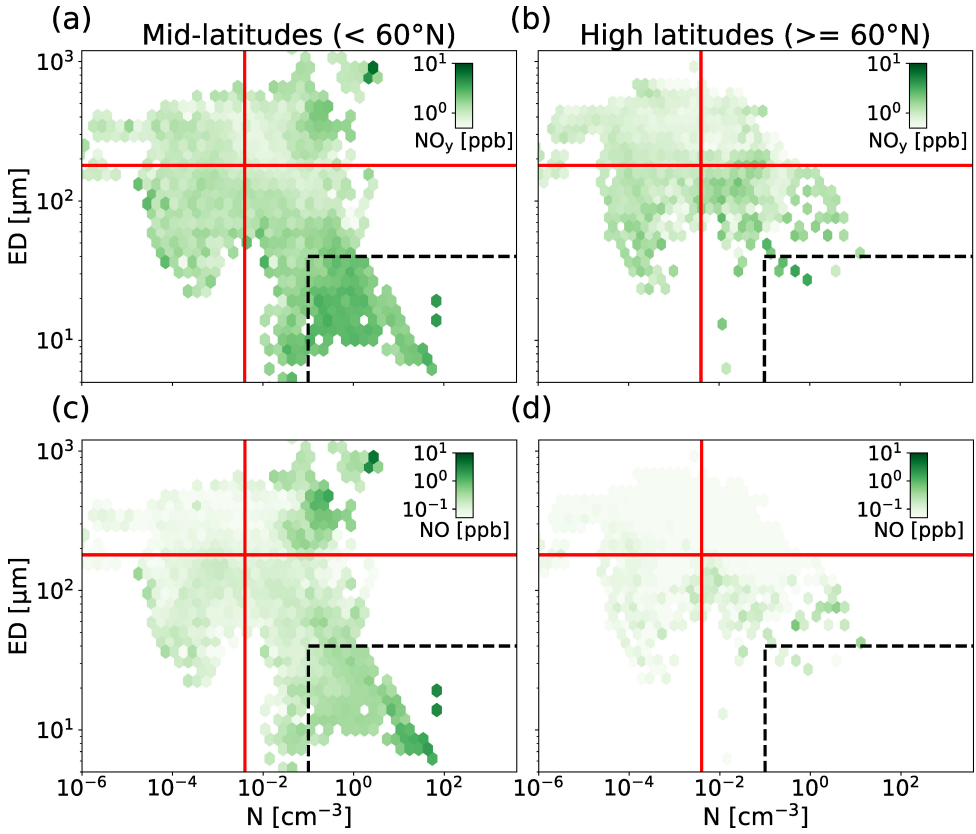 (a)
Mid-latitudes (< 60°N)
(b)
High latitudes (>= 60°N)
10³
10²
10¹
ED [μm]
10¹
10⁰
NOᵧ [ppb]
10¹
10⁰
NOᵧ [ppb]
(c)
(d)
10³
10²
10¹
ED [μm]
10¹
10⁰
10⁻¹
NO [ppb]
10¹
10⁰
10⁻¹
NO [ppb]
10⁻⁶ 10⁻⁴ 10⁻² 10⁰ 10²
N [cm⁻³]
10⁻⁶ 10⁻⁴ 10⁻² 10⁰ 10²
N [cm⁻³]